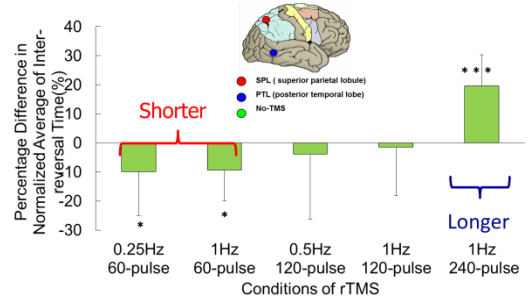 Percentage Difference in
Normalized Average of Inter-
reversal Time(%)
30
20
10
0
-10
-20
-30
SPL ( superior parietal lobule)
PTL (posterior temporal lobe)
No-TMS
Shorter
***
*
*
Longer
0.25Hz
60-pulse
1Hz
60-pulse
0.5Hz
120-pulse
1Hz
120-pulse
1Hz
240-pulse
Conditions of rTMS